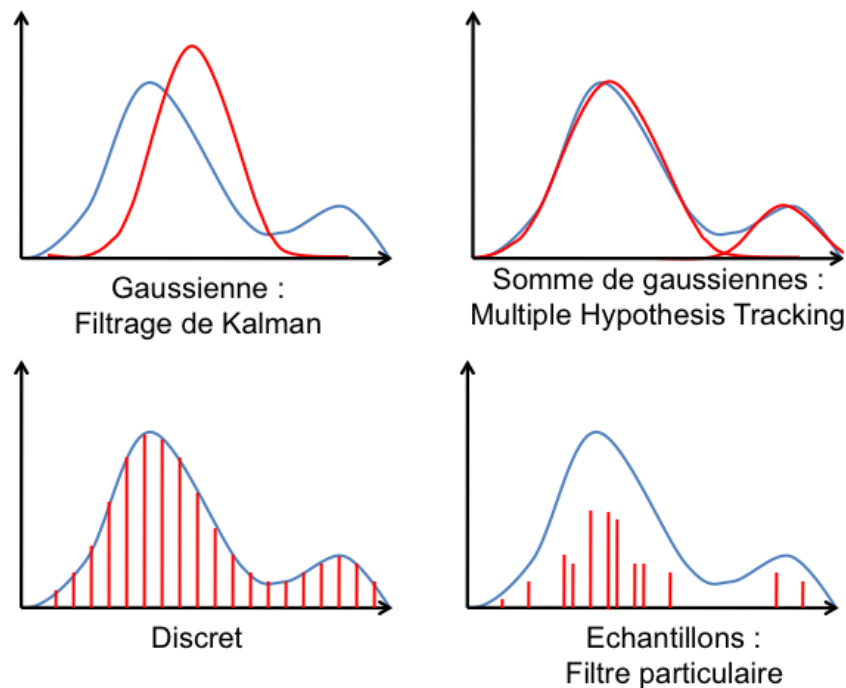 Gaussienne :
Filtrage de Kalman
Somme de gaussiennes :
Multiple Hypothesis Tracking
Discret
Echantillons :
Filtre particulaire